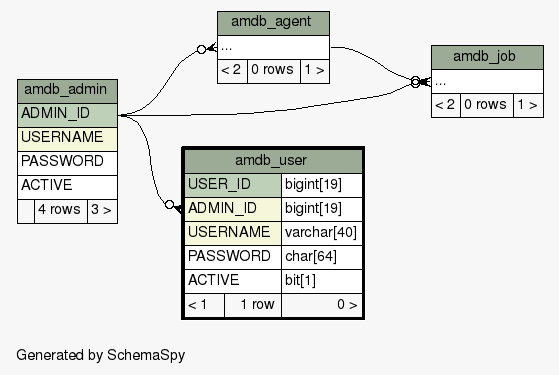 amdb_agent
...
< 2 0 rows 1 >
amdb_job
...
< 2 0 rows 1 >
amdb_admin
ADMIN_ID
USERNAME
PASSWORD
ACTIVE
4 rows 3 >
amdb_user
USER_ID bigint[19]
ADMIN_ID bigint[19]
USERNAME varchar[40]
PASSWORD char[64]
ACTIVE bit[1]
< 1 1 row 0 >
Generated by SchemaSpy